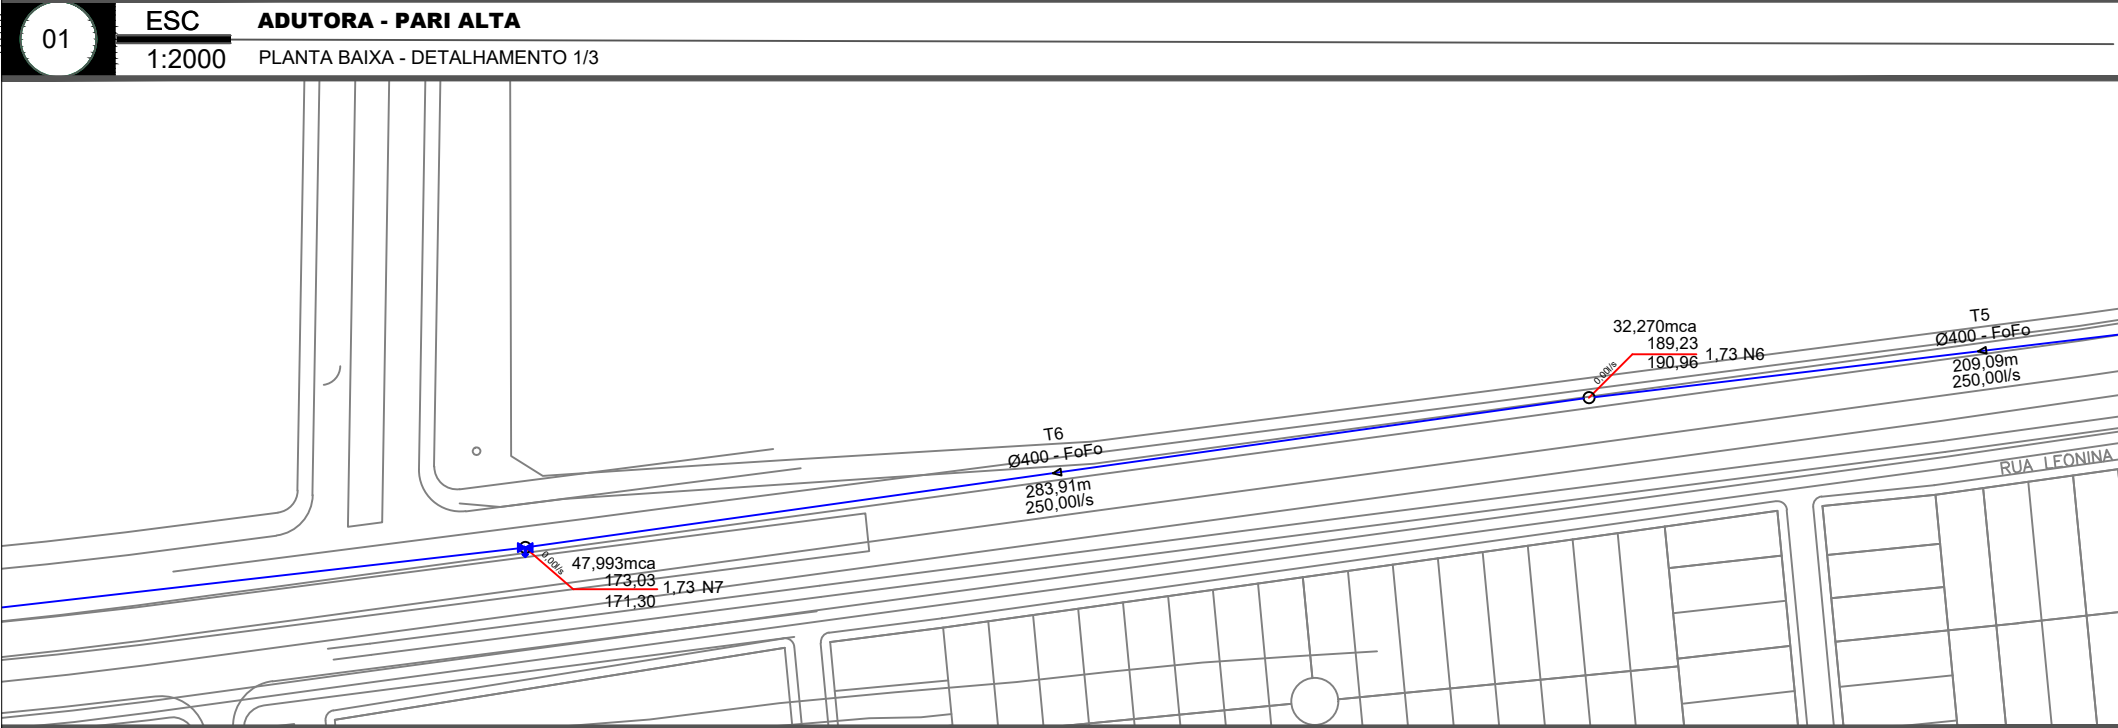 01
ESC
1:2000
ADUTORA - PARI ALTA
PLANTA BAIXA - DETALHAMENTO 1/3
T5
Ø400 - FoFo
209,09m
250,00l/s
32,270mca
189,23
190,96
1,73 N6
0.00l/s
T6
Ø400 - FoFo
283,91m
250,00l/s
RUA LEONINA
0.00l/s
47,993mca
173,03
171,30
1,73 N7